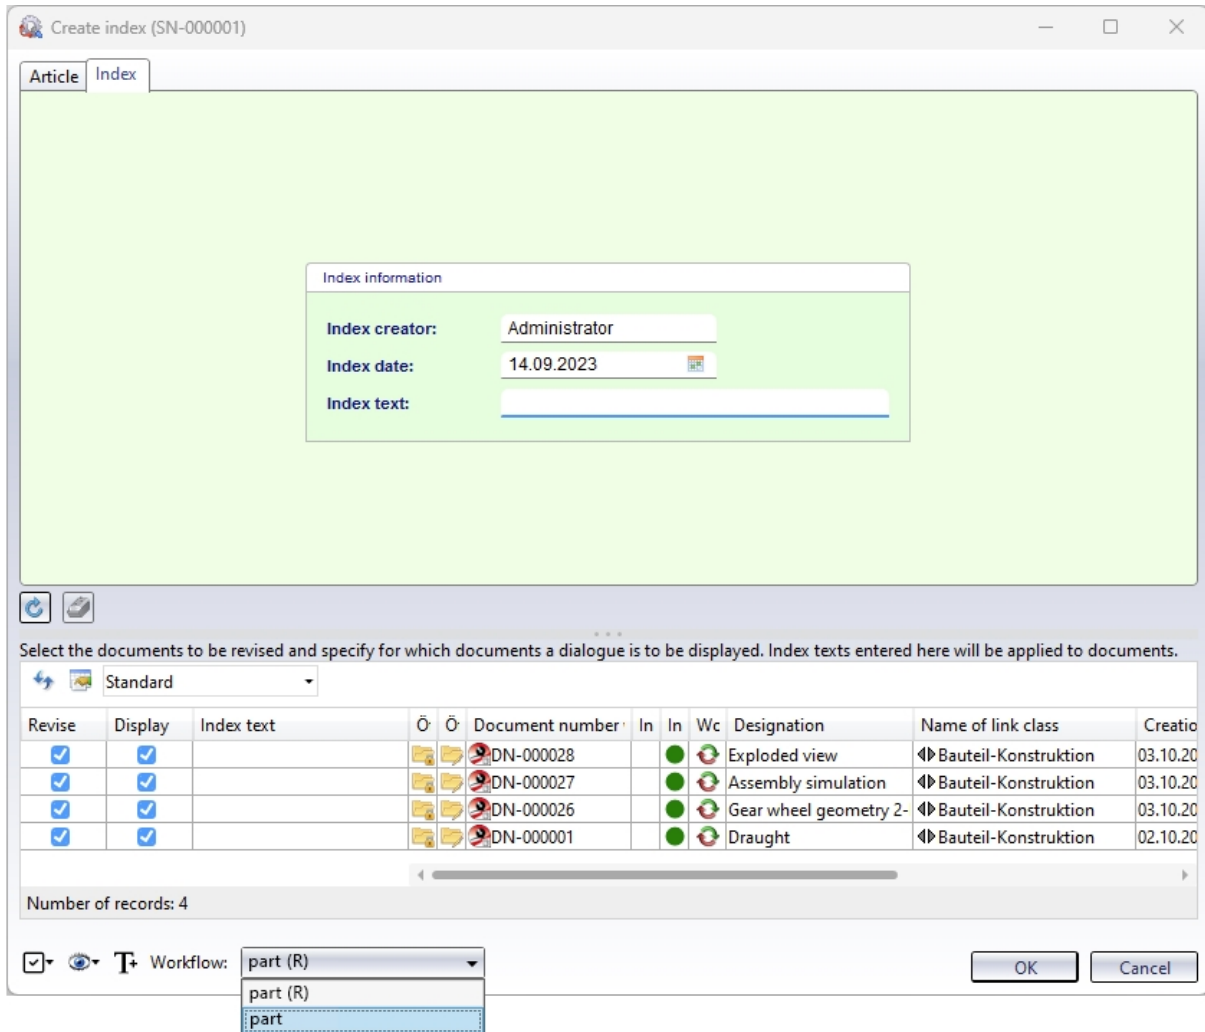 Create index (SN-000001)
Article Index
Index information
Index creator: Administrator
Index date: 14.09.2023
Index text:
Select the documents to be revised and specify for which documents a dialogue is to be displayed. Index texts entered here will be applied to documents.
Standard
Revise Display Index text Ö Ö Document number In In Wc Designation Name of link class Creatio
DN-000028 Exploded view Bauteil-Konstruktion 03.10.20
DN-000027 Assembly simulation Bauteil-Konstruktion 03.10.20
DN-000026 Gear wheel geometry 2- Bauteil-Konstruktion 03.10.20
DN-000001 Draught Bauteil-Konstruktion 02.10.20
Number of records: 4
T+ Workflow: part (R) OK Cancel
part (R)
part